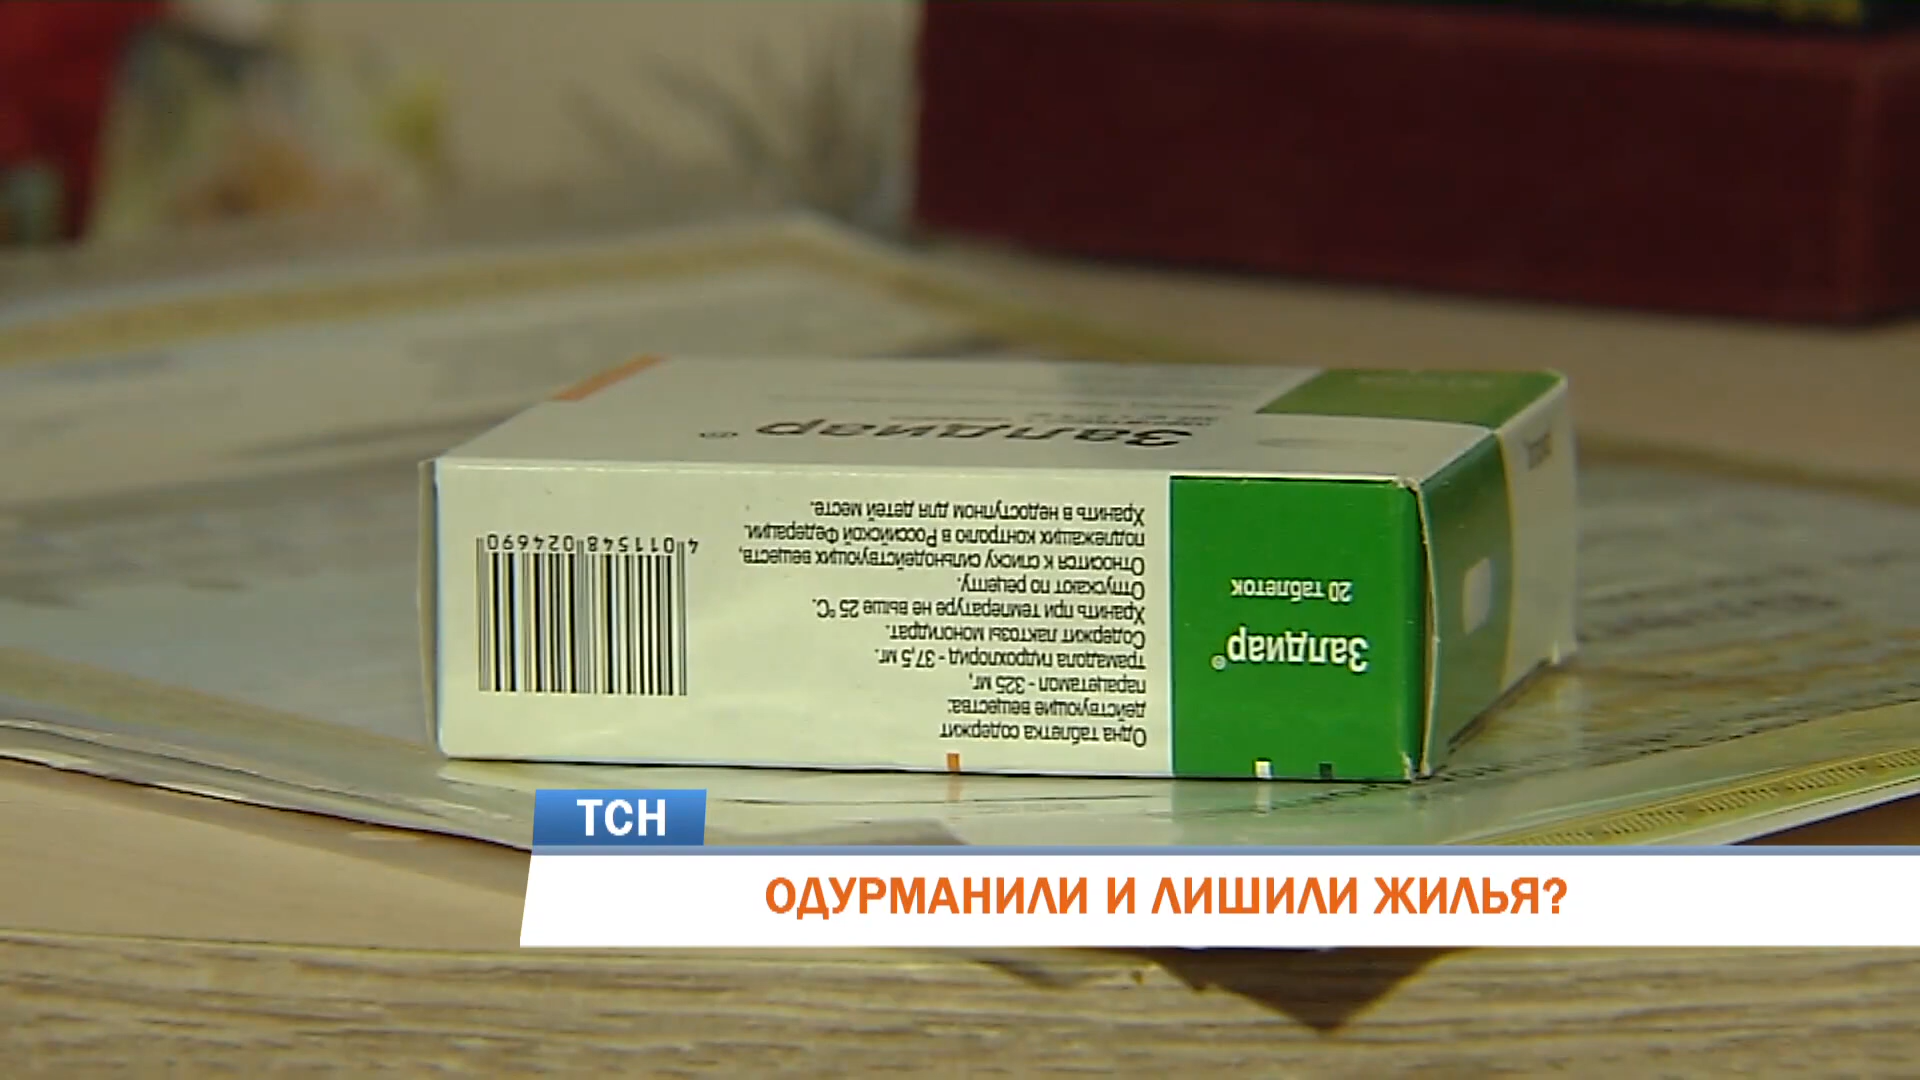 Залдиар®
Одна таблетка содержит
действующие вещества:
парацетамол - 325 мг,
трамадола гидрохлорид - 37,5 мг.
Содержит лактозы моногидрат.
Хранить при температуре не выше 25 °C.
Отпускают по рецепту.
Относится к списку сильнодействующих веществ,
подлежащих контролю в Российской Федерации.
Хранить в недоступном для детей месте.
4 011548 024690
Залдиар®
20 таблеток
ТСН
ОДУРМАНИЛИ И ЛИШИЛИ ЖИЛЬЯ?